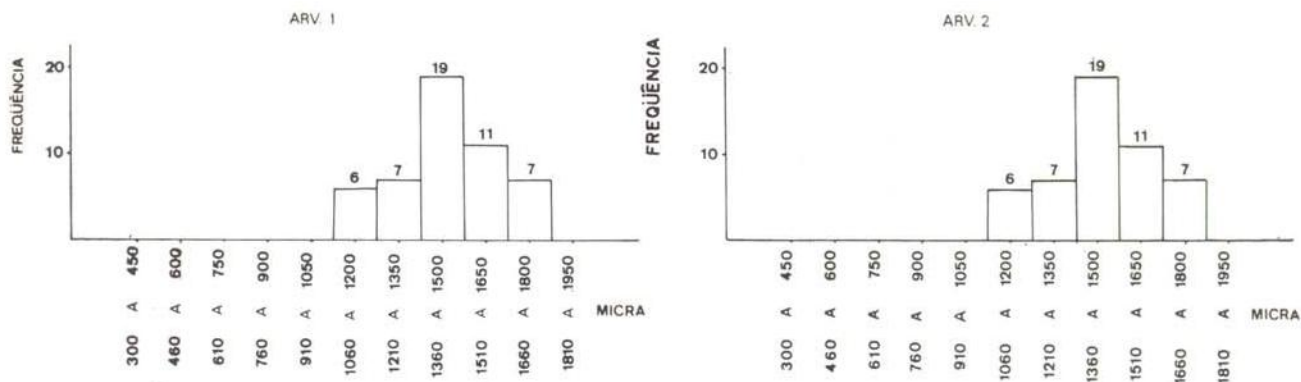 ARV. 1
FREQÜÊNCIA
20
10
6
7
19
11
7
300 A 450
460 A 600
610 A 750
760 A 900
910 A 1050
1060 A 1200
1210 A 1350
1360 A 1500
1510 A 1650
1660 A 1800
1810 A 1950
MICRA
ARV. 2
FREQÜÊNCIA
20
10
6
7
19
11
7
300 A 450
460 A 600
610 A 750
760 A 900
910 A 1050
1060 A 1200
1210 A 1350
1360 A 1500
1510 A 1650
1660 A 1800
1810 A 1950
MICRA